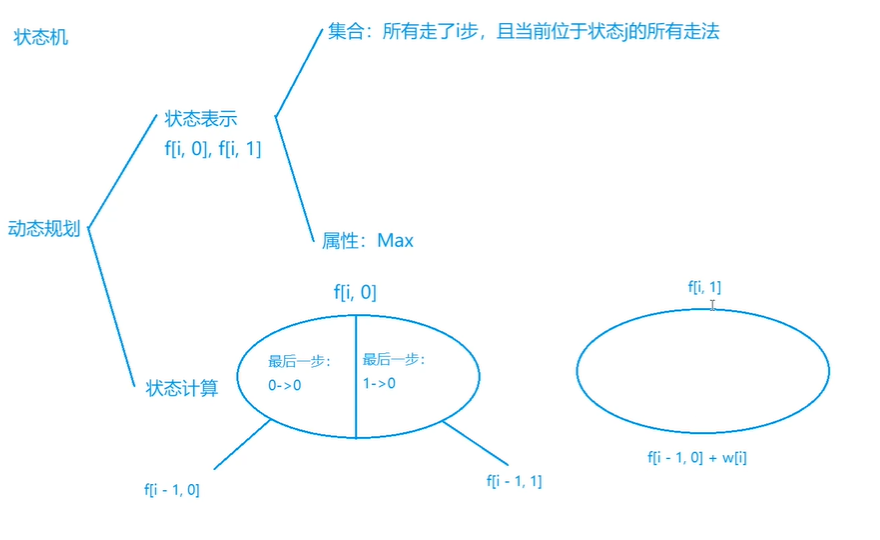 状态机
集合：所有走了i步，且当前位于状态j的所有走法
状态表示
f[i, 0], f[i, 1]
动态规划
属性：Max
f[i, 0]
f[i, 1]
最后一步：
0->0
最后一步：
1->0
状态计算
f[i - 1, 0]
f[i - 1, 1]
f[i - 1, 0] + w[i]